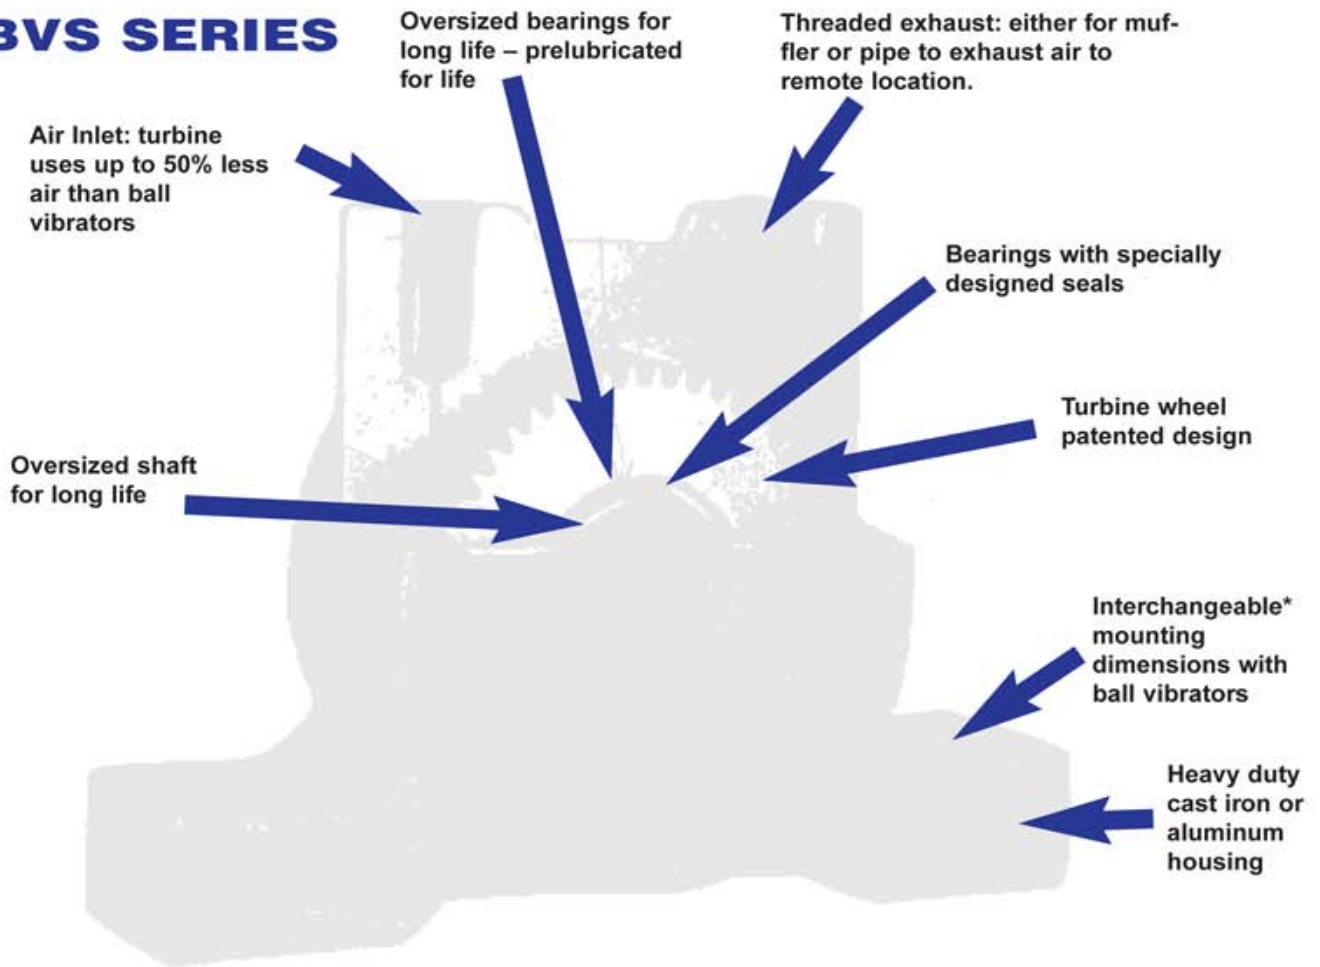 BVS SERIES
Oversized bearings for
long life – prelubricated
for life
Threaded exhaust: either for muf-
fler or pipe to exhaust air to
remote location.
Air Inlet: turbine
uses up to 50% less
air than ball
vibrators
Bearings with specially
designed seals
Turbine wheel
patented design
Oversized shaft
for long life
Interchangeable*
mounting
dimensions with
ball vibrators
Heavy duty
cast iron or
aluminum
housing